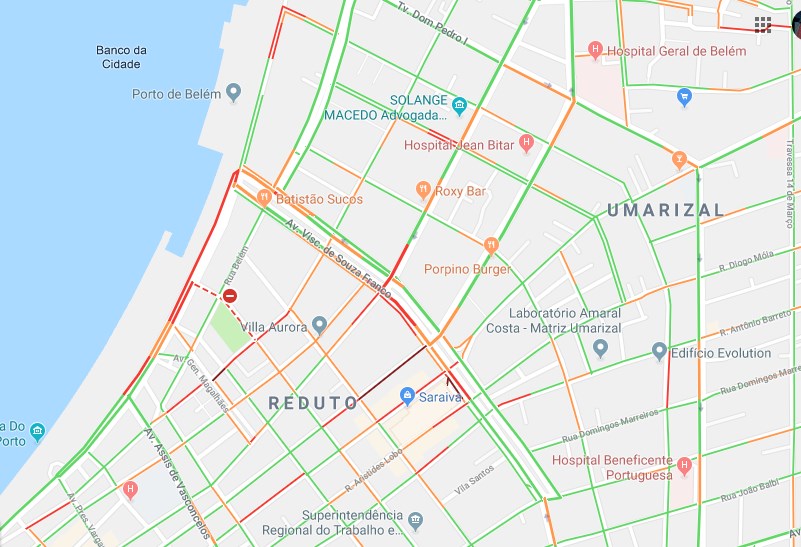 Tv. Dom. Pedro I
Banco da
Cidade
Hospital Geral de Belém
Porto de Belém
SOLANGE
MACEDO Advogada...
Hospital Jean Bitar
Travessa 14 de Março
Batistão Sucos
Roxy Bar
UMARIZAL
Av. Visc. de Souza Franco
Rua Belém
Porpino Burger
R. Diogo Móia
Laboratório Amaral
Costa - Matriz Umarizal
R. Antônio Barreto
Villa Aurora
Edifício Evolution
Av. Gen. Magalhães
Rua Domingos Marre
REDUTO
Saraiva
Rua Domingos Marreiros
a Do
Porto
Av. Assis de Vasconcelos
R. Aristides Lobo
Hospital Beneficente
Portuguesa
Vila Santos
Rua João Balbi
Av. Pres. Vargas
Superintendência
Regional do Trabalho e...
Av